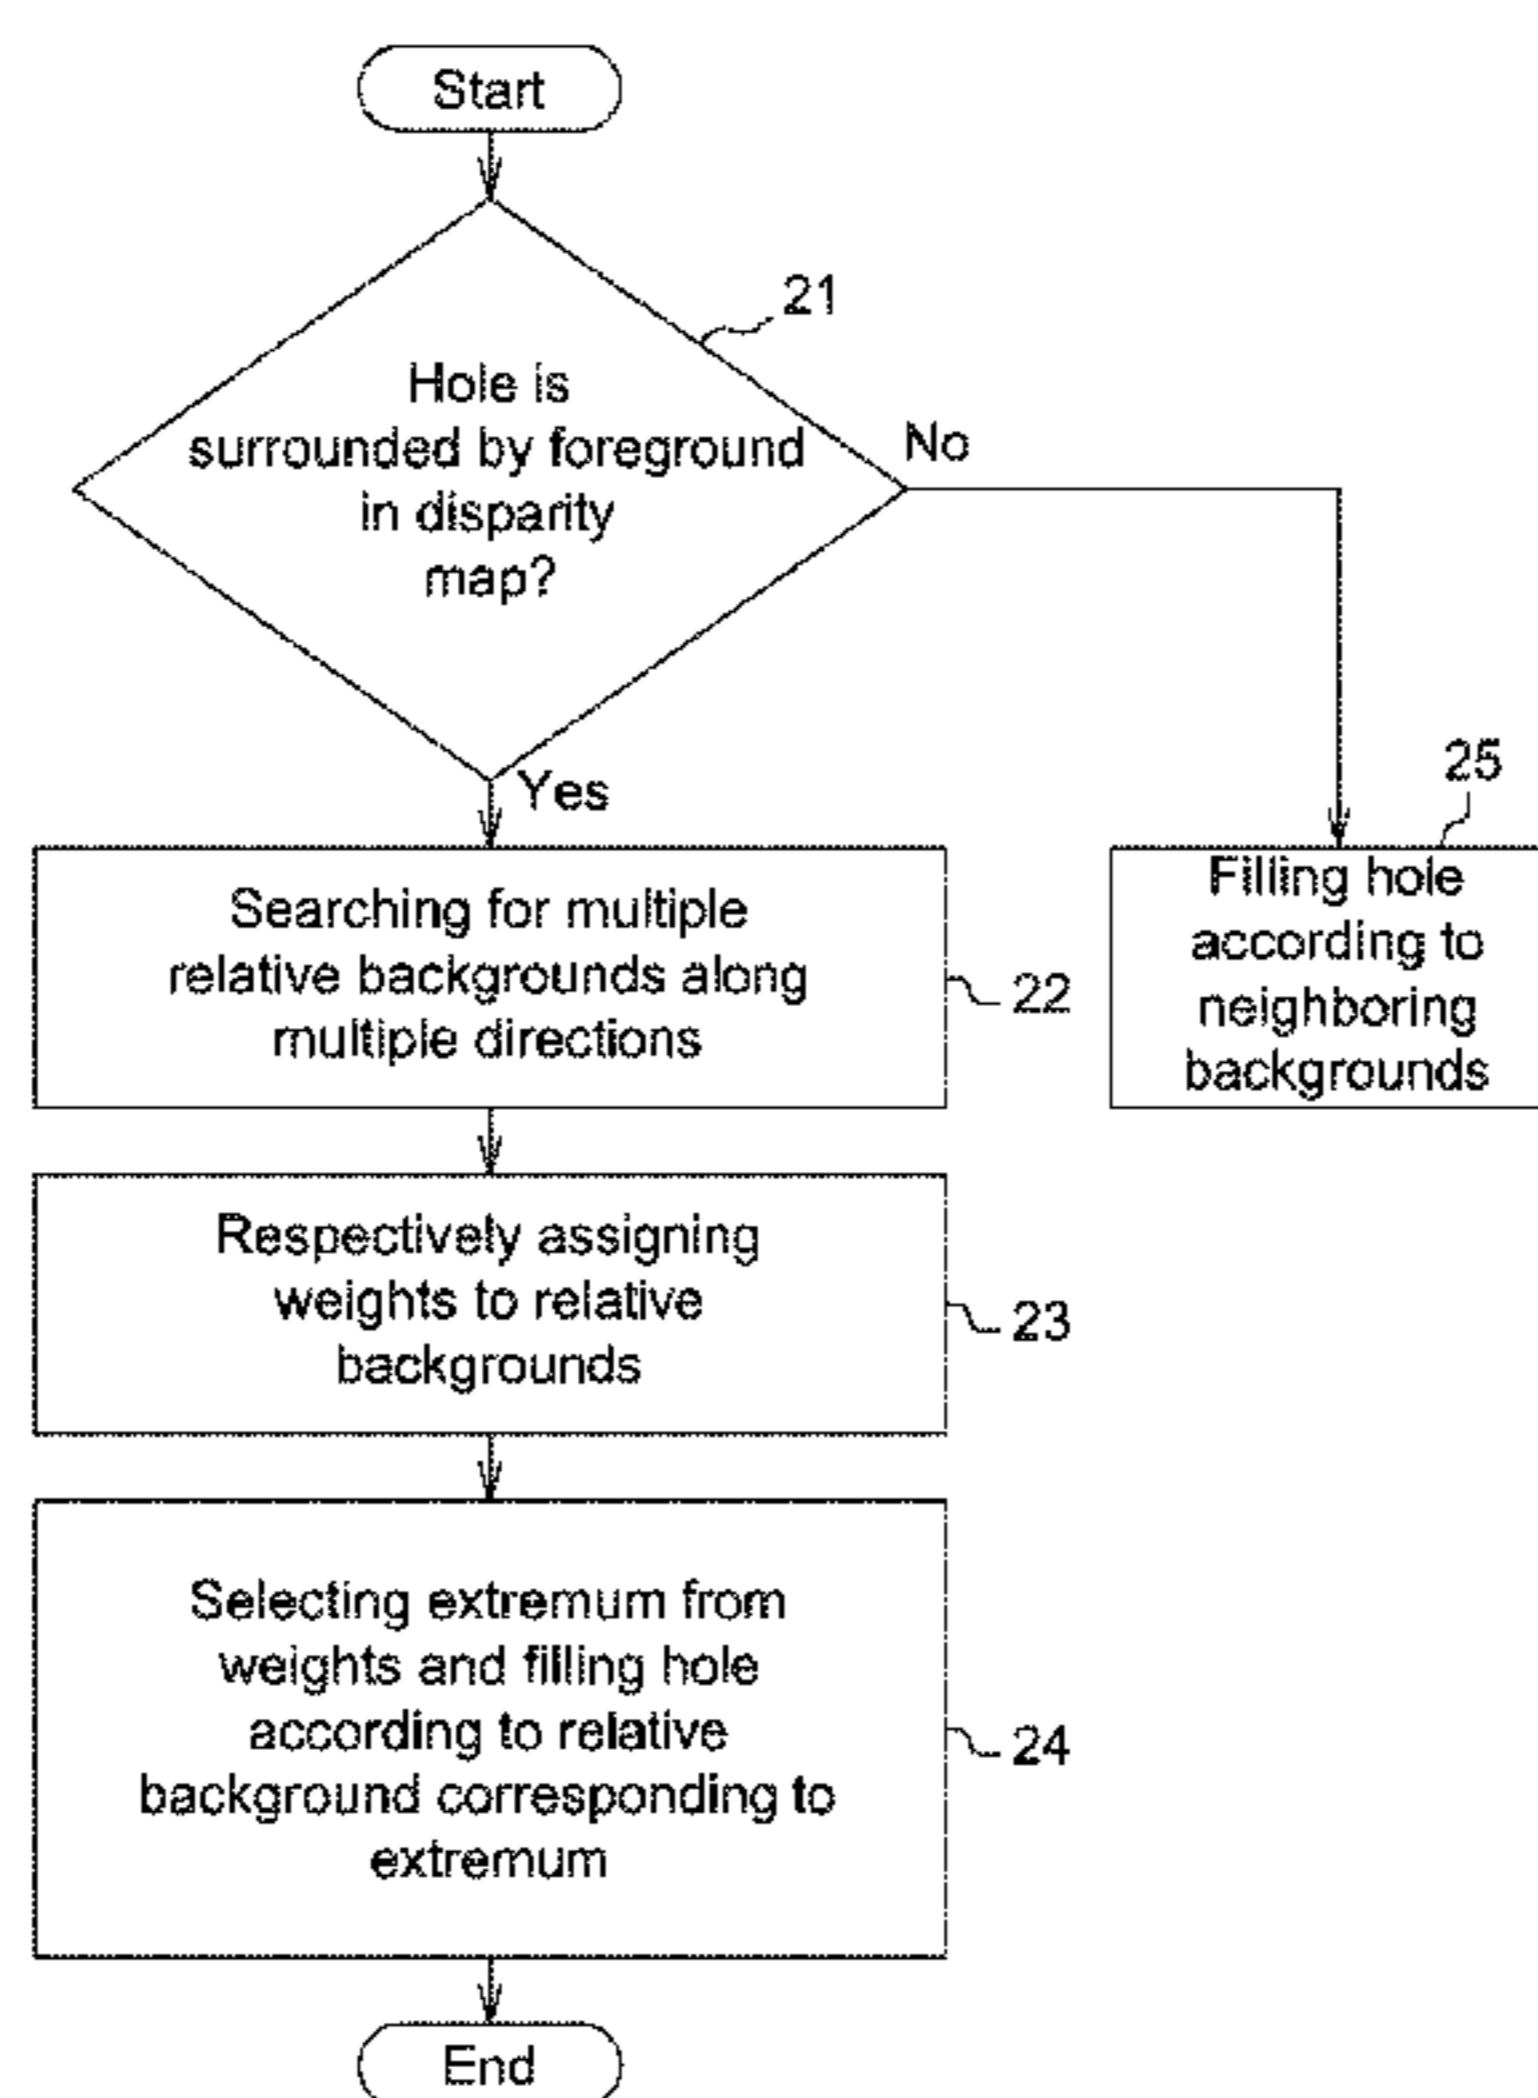 Start
21
Hole is
surrounded by foreground
in disparity
map?
No
Yes
25
Filling hole
according to
neighboring
backgrounds
Searching for multiple
relative backgrounds along
multiple directions
22
Respectively assigning
weights to relative
backgrounds
23
Selecting extremum from
weights and filling hole
according to relative
background corresponding to
extremum
24
End